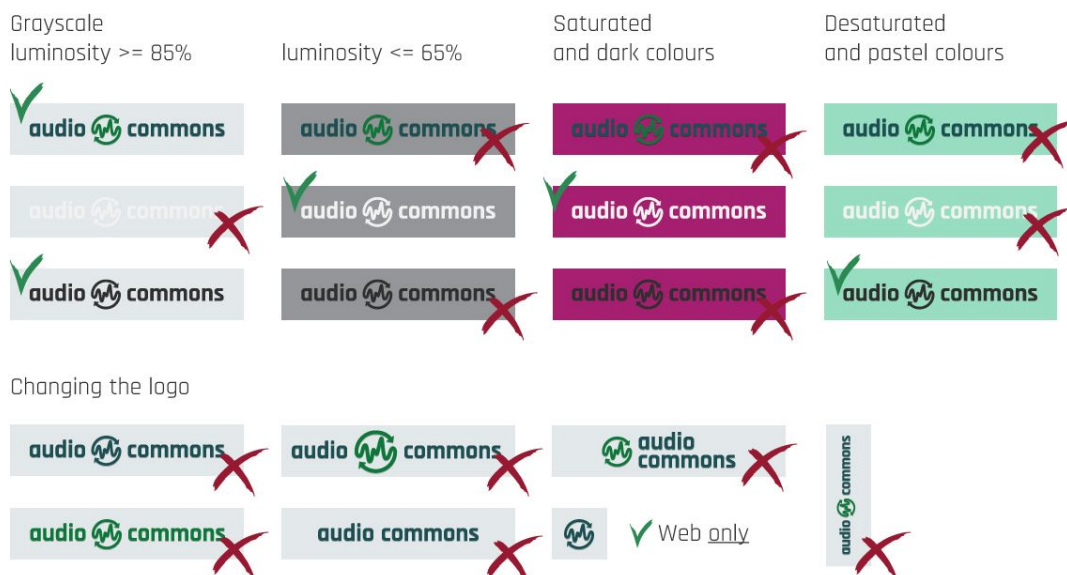 Grayscale
luminosity >= 85%
luminosity <= 65%
Saturated
and dark colours
Desaturated
and pastel colours
audio commons
audio commons
audio commons
audio commons
audio commons
audio commons
audio commons
audio commons
audio commons
audio commons
audio commons
audio commons
Changing the logo
audio commons
audio commons
audio
commons
audio commons
audio commons
audio commons
Web only